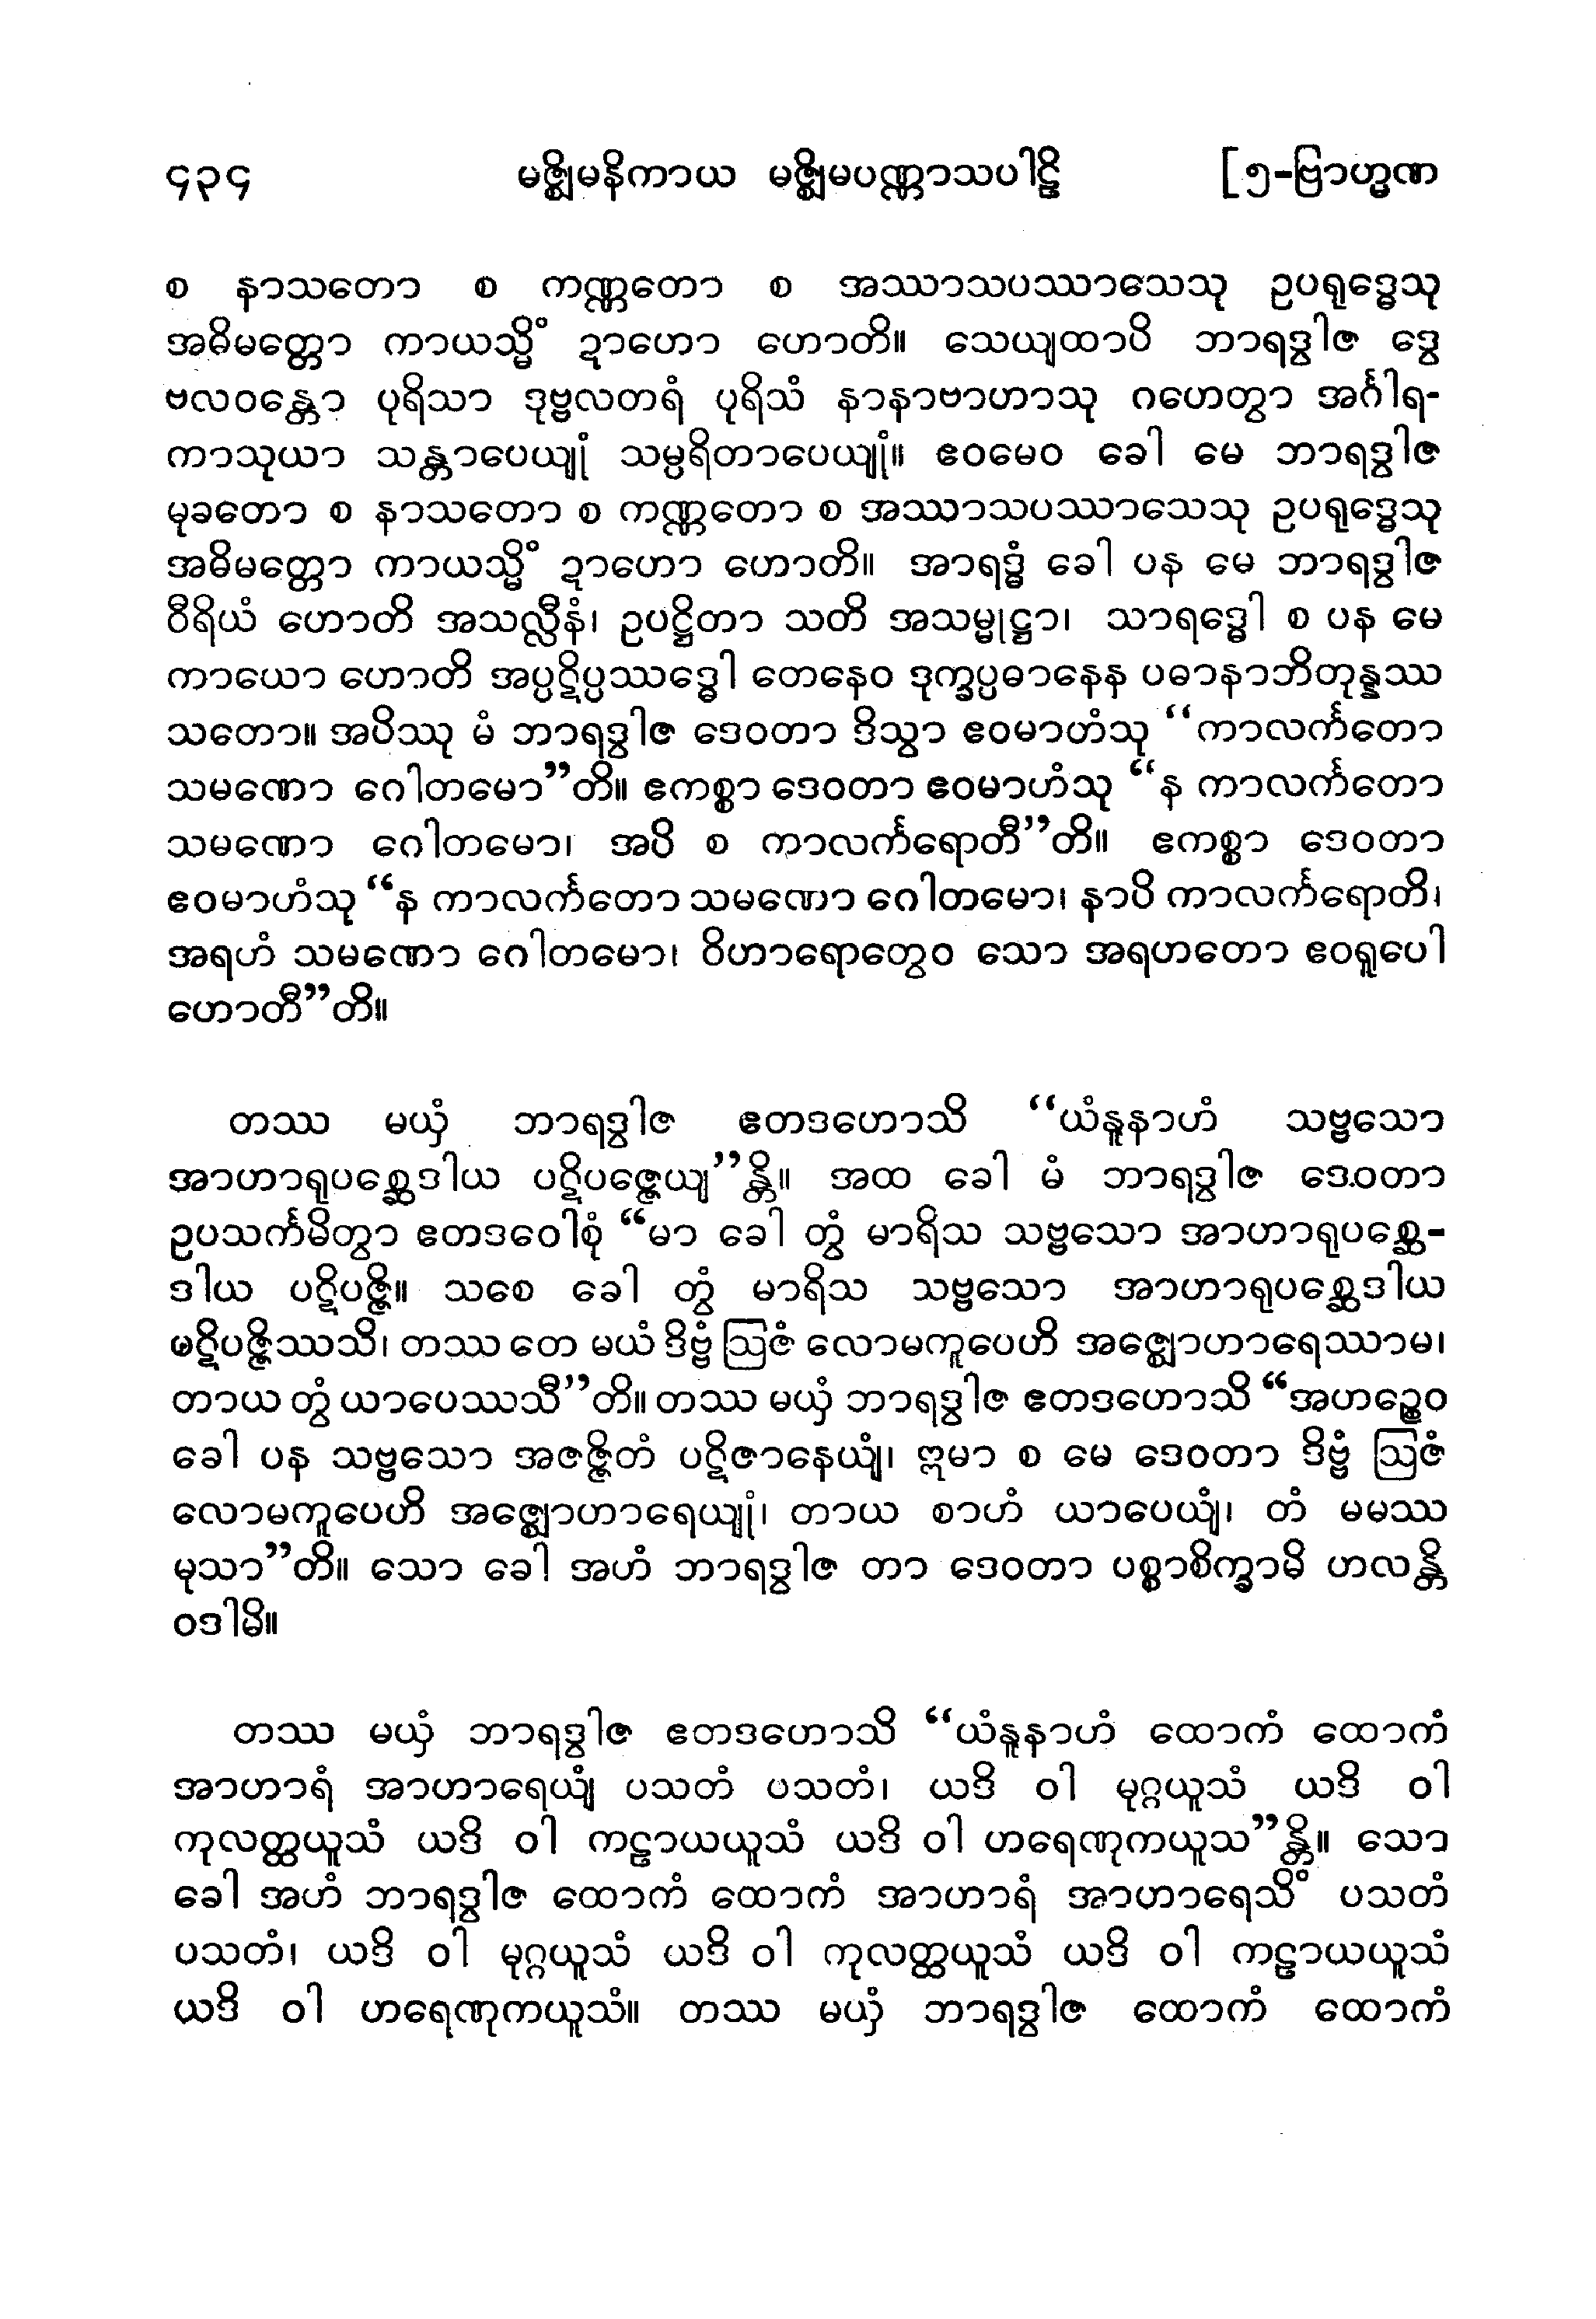 ၄၃၄ မဇ္ဈိမနိကာယ မဇ္ဈိမပဏ္ဏာသပါဠိ [၅-ဗြာဟ္မဏ
စ နာသတော စ ကဏ္ဏတော စ အဿာသပဿာသေသု ဥပရုဒ္ဓေသု
အဓိမတ္တော ကာယသ္မိံ ဍာဟော ဟောတိ။ သေယျထာပိ ဘာရဒ္ဝါဇ ဒွေ
ဗလဝန္တော ပုရိသာ ဒုဗ္ဗလတရံ ပုရိသံ နာနာဗာဟာသု ဂဟေတွာ အင်္ဂါရ-
ကာသုယာ သန္တာပေယျုံ သမ္ပရိတာပေယျုံ။ ဧဝမေဝ ခေါ မေ ဘာရဒ္ဝါဇ
မုခတော စ နာသတော စ ကဏ္ဏတော စ အဿာသပဿာသေသု ဥပရုဒ္ဓေသု
အဓိမတ္တော ကာယသ္မိံ ဍာဟော ဟောတိ။ အာရဒ္ဓံ ခေါ ပန မေ ဘာရဒ္ဝါဇ
ဝီရိယံ ဟောတိ အသလ္လီနံ၊ ဥပဋ္ဌိတာ သတိ အသမ္မုဋ္ဌာ၊ သာရဒ္ဓေါ စ ပန မေ
ကာယော ဟောတိ အပ္ပဋိပ္ပဿဒ္ဓေါ တေနေဝ ဒုက္ခပ္ပဓာနေန ပဓာနာဘိတုန္နဿ
သတော။ အပိဿု မံ ဘာရဒ္ဝါဇ ဒေဝတာ ဒိသွာ ဧဝမာဟံသု “ကာလင်္ကတော
သမဏော ဂေါတမော”တိ။ ဧကစ္စာ ဒေဝတာ ဧဝမာဟံသု “န ကာလင်္ကတော
သမဏော ဂေါတမော၊ အပိ စ ကာလင်္ကရောတီ”တိ။ ဧကစ္စာ ဒေဝတာ
ဧဝမာဟံသု “န ကာလင်္ကတော သမဏော ဂေါတမော၊ နာပိ ကာလင်္ကရောတိ၊
အရဟံ သမဏော ဂေါတမော၊ ဝိဟာရောတွေဝ သော အရဟတော ဧဝရူပေါ
ဟောတီ”တိ။
တဿ မယှံ ဘာရဒ္ဝါဇ ဧတဒဟောသိ “ယံနူနာဟံ သဗ္ဗသော
အာဟာရုပစ္ဆေဒါယ ပဋိပဇ္ဇေယျ”န္တိ။ အထ ခေါ မံ ဘာရဒ္ဝါဇ ဒေဝတာ
ဥပသင်္ကမိတွာ ဧတဒဝေါစုံ “မာ ခေါ တွံ မာရိသ သဗ္ဗသော အာဟာရုပစ္ဆေ-
ဒါယ ပဋိပဇ္ဇိ။ သစေ ခေါ တွံ မာရိသ သဗ္ဗသော အာဟာရုပစ္ဆေဒါယ
ပဋိပဇ္ဇိဿသိ၊ တဿ တေ မယံ ဒိဗ္ဗံ ဩဇံ လောမကူပေဟိ အဇ္ဈောဟာရေဿာမ၊
တာယ တွံ ယာပေဿသီ”တိ။ တဿ မယှံ ဘာရဒ္ဝါဇ ဧတဒဟောသိ “အဟဉ္စေဝ
ခေါ ပန သဗ္ဗသော အဇဇ္ဇိတံ ပဋိဇာနေယျံ၊ ဣမာ စ မေ ဒေဝတာ ဒိဗ္ဗံ ဩဇံ
လောမကူပေဟိ အဇ္ဈောဟာရေယျုံ၊ တာယ စာဟံ ယာပေယျံ၊ တံ မမဿ
မုသာ”တိ။ သော ခေါ အဟံ ဘာရဒ္ဝါဇ တာ ဒေဝတာ ပစ္စာစိက္ခာမိ ဟလန္တိ
ဝဒါမိ။
တဿ မယှံ ဘာရဒ္ဝါဇ ဧတဒဟောသိ “ယံနူနာဟံ ထောကံ ထောကံ
အာဟာရံ အာဟာရေယျံ ပသတံ ပသတံ၊ ယဒိ ဝါ မုဂ္ဂယူသံ ယဒိ ဝါ
ကုလတ္ထယူသံ ယဒိ ဝါ ကဠာယယူသံ ယဒိ ဝါ ဟရေဏုကယူသ”န္တိ။ သော
ခေါ အဟံ ဘာရဒ္ဝါဇ ထောကံ ထောကံ အာဟာရံ အာဟာရေသိံ ပသတံ
ပသတံ၊ ယဒိ ဝါ မုဂ္ဂယူသံ ယဒိ ဝါ ကုလတ္ထယူသံ ယဒိ ဝါ ကဠာယယူသံ
ယဒိ ဝါ ဟရေဏုကယူသံ။ တဿ မယှံ ဘာရဒ္ဝါဇ ထောကံ ထောကံ